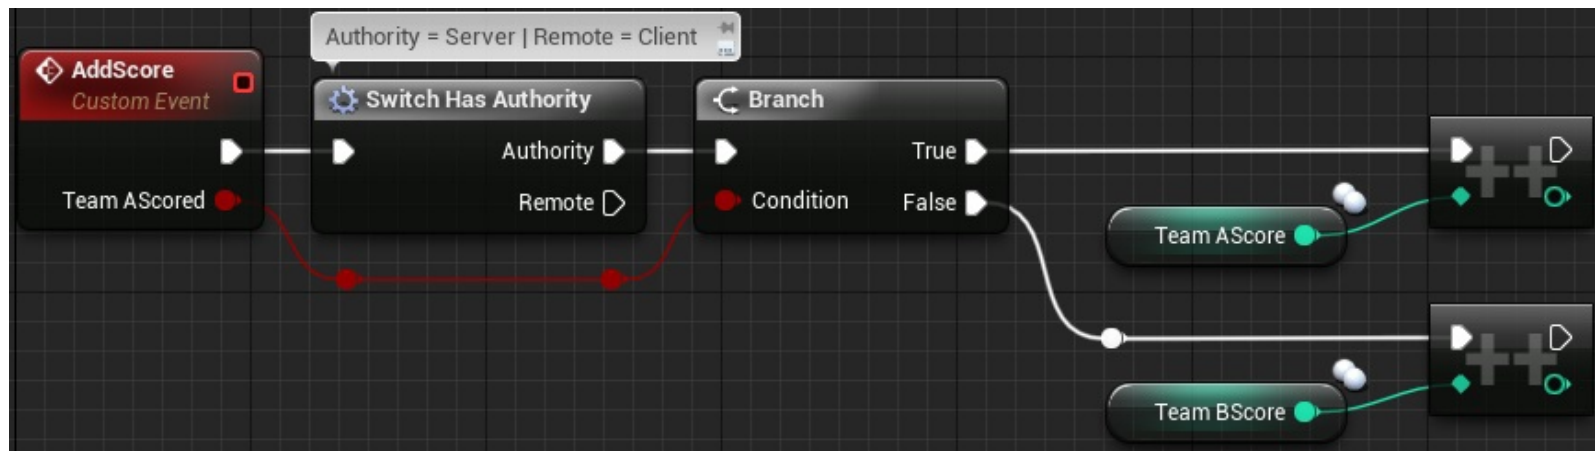 Authority = Server | Remote = Client
AddScore
Custom Event
Team AScored
Switch Has Authority
Authority
Remote
Branch
Condition
True
False
Team AScore
++
Team BScore
++